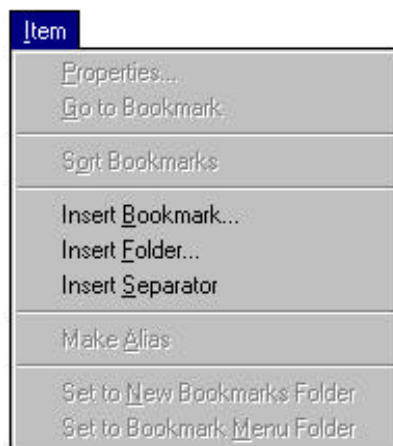 Item
Properties...
Go to Bookmark
Sort Bookmarks
Insert Bookmark...
Insert Folder...
Insert Separator
Make Alias
Set to New Bookmarks Folder
Set to Bookmark Menu Folder